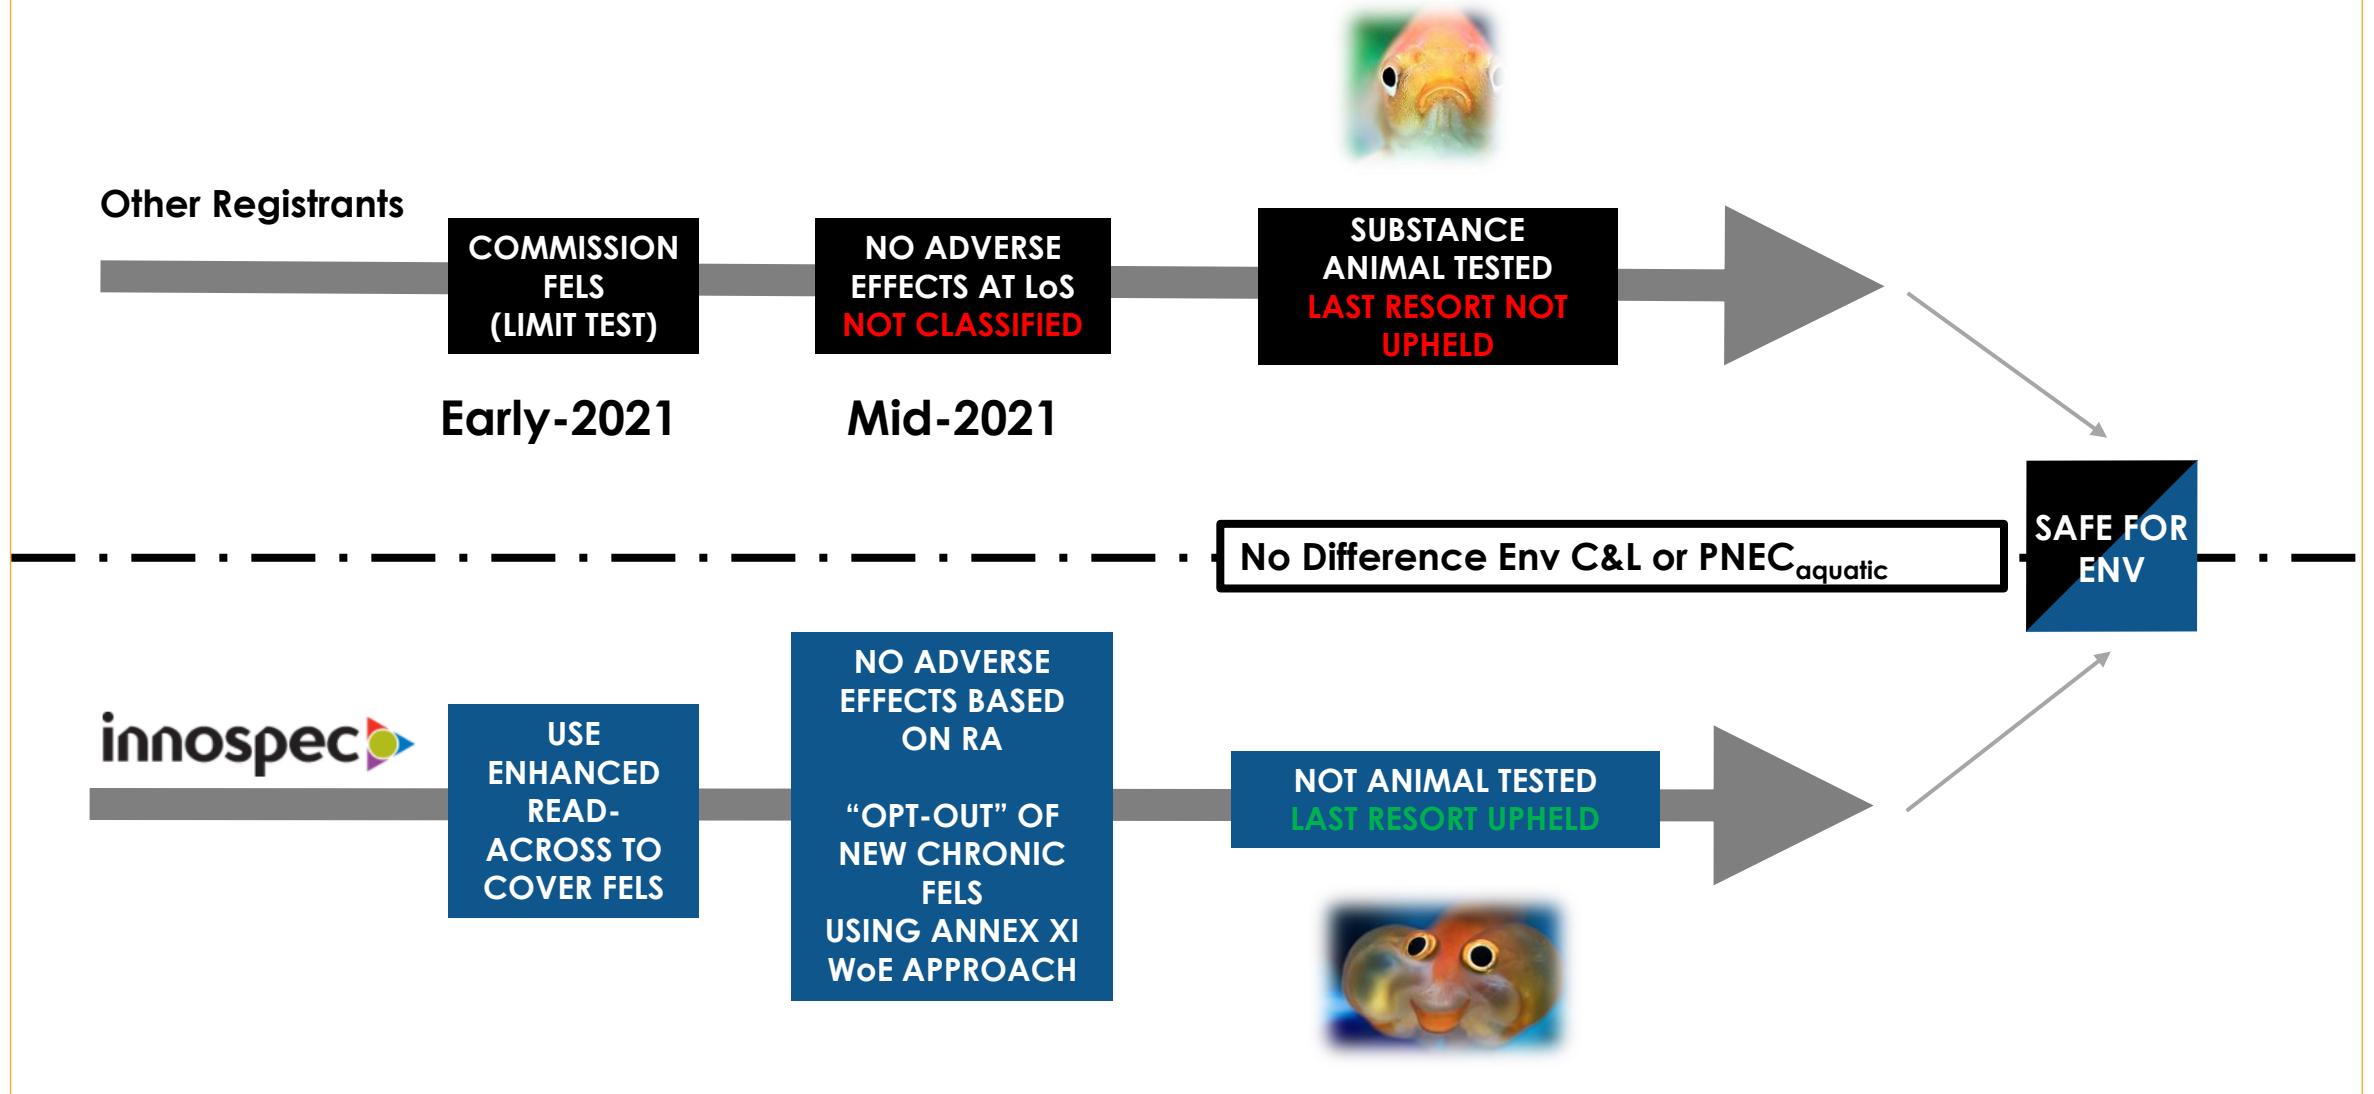 Other Registrants
COMMISSION
FELS
(LIMIT TEST)
NO ADVERSE
EFFECTS AT LoS
NOT CLASSIFIED
SUBSTANCE
ANIMAL TESTED
LAST RESORT NOT
UPHELD
Early-2021
Mid-2021
No Difference Env C&L or PNECaquatic
SAFE FOR
ENV
innospec
USE
ENHANCED
READ-
ACROSS TO
COVER FELS
NO ADVERSE
EFFECTS BASED
ON RA
“OPT-OUT” OF
NEW CHRONIC
FELS
USING ANNEX XI
WoE APPROACH
NOT ANIMAL TESTED
LAST RESORT UPHELD